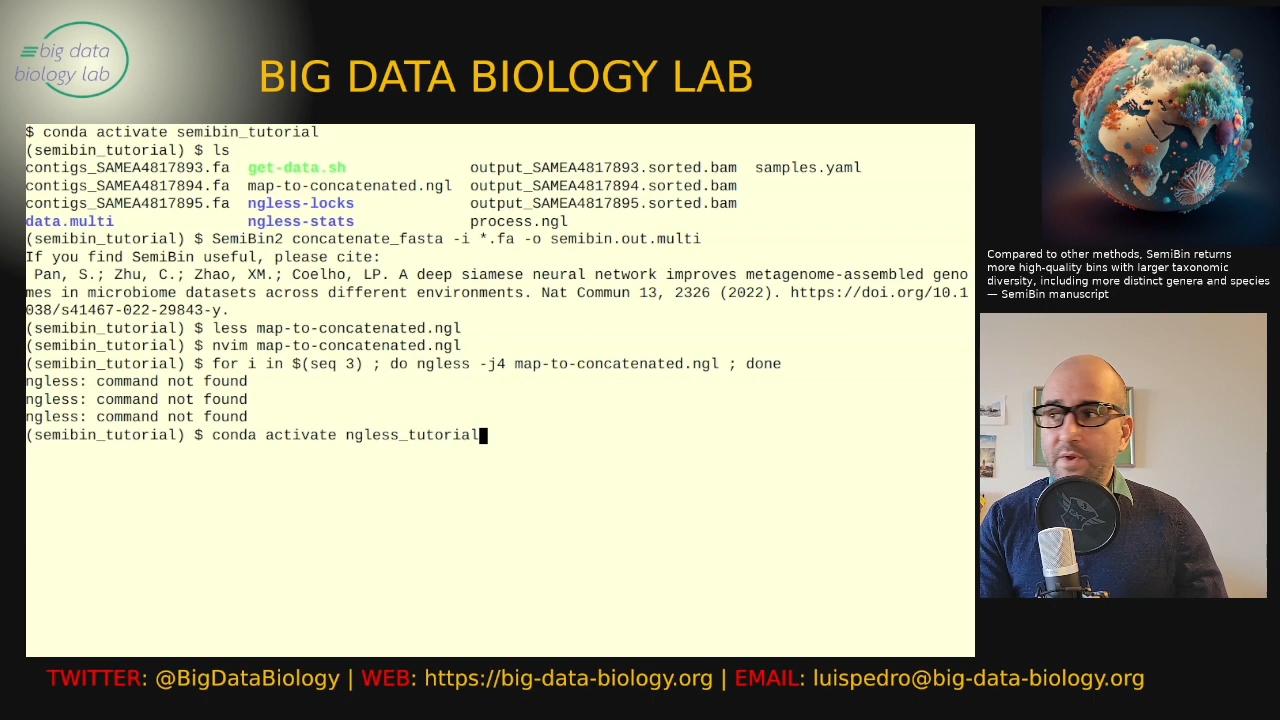 big data
biology lab
BIG DATA BIOLOGY LAB
$ conda activate semibin_tutorial
(semibin_tutorial) $ ls
contigs_SAMEA4817893.fa  get-data.sh              output_SAMEA4817893.sorted.bam  samples.yaml
contigs_SAMEA4817894.fa  map-to-concatenated.ngl  output_SAMEA4817894.sorted.bam
contigs_SAMEA4817895.fa  ngless-locks             output_SAMEA4817895.sorted.bam
data.multi               ngless-stats             process.ngl
(semibin_tutorial) $ SemiBin2 concatenate_fasta -i *.fa -o semibin.out.multi
If you find SemiBin useful, please cite:
 Pan, S.; Zhu, C.; Zhao, XM.; Coelho, LP. A deep siamese neural network improves metagenome-assembled geno
mes in microbiome datasets across different environments. Nat Commun 13, 2326 (2022). https://doi.org/10.1
038/s41467-022-29843-y.
(semibin_tutorial) $ less map-to-concatenated.ngl
(semibin_tutorial) $ nvim map-to-concatenated.ngl
(semibin_tutorial) $ for i in $(seq 3) ; do ngless -j4 map-to-concatenated.ngl ; done
ngless: command not found
ngless: command not found
ngless: command not found
(semibin_tutorial) $ conda activate ngless_tutorial
Compared to other methods, SemiBin returns
more high-quality bins with larger taxonomic
diversity, including more distinct genera and species
— SemiBin manuscript
TWITTER: @BigDataBiology | WEB: https://big-data-biology.org | EMAIL: luispedro@big-data-biology.org